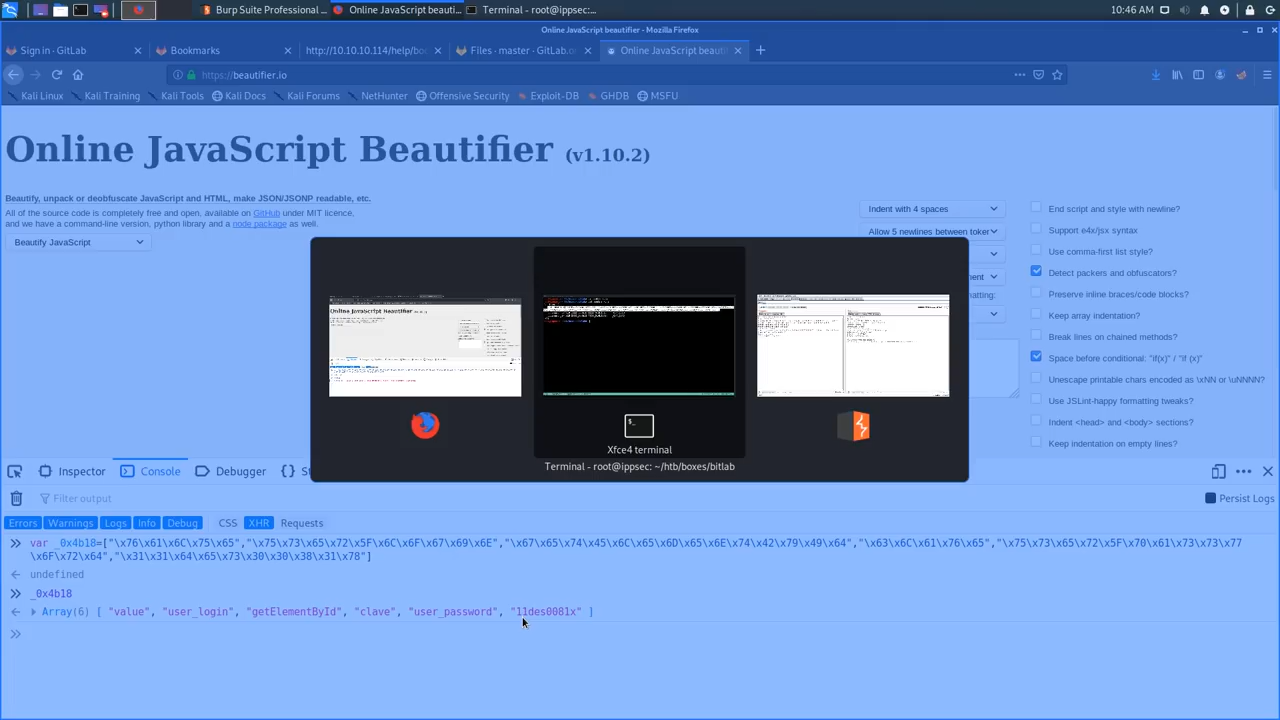 Burp Suite Professional ...
Online JavaScript beauti...
Terminal - root@ippsec:...
10:46 AM
Online JavaScript beautifier - Mozilla Firefox
Sign in · GitLab
Bookmarks
http://10.10.10.114/help/bo
Files · master · GitLab.o
Online JavaScript beautif
https://beautifier.io
Kali Linux
Kali Training
Kali Tools
Kali Docs
Kali Forums
NetHunter
Offensive Security
Exploit-DB
GHDB
MSFU
Online JavaScript Beautifier (v1.10.2)
Beautify, unpack or deobfuscate JavaScript and HTML, make JSON/JSONP readable, etc.
All of the source code is completely free and open, available on GitHub under MIT licence,
and we have a command-line version, python library and a node package as well.
Beautify JavaScript
Indent with 4 spaces
Allow 5 newlines between token
End script and style with newline?
Support e4x/jsx syntax
Use comma-first list style?
Detect packers and obfuscators?
Preserve inline braces/code blocks?
Keep array indentation?
Break lines on chained methods?
Space before conditional: "if(x)" / "if (x)"
Unescape printable chars encoded as \xNN or \uNNNN?
Use JSLint-happy formatting tweaks?
Indent <head> and <body> sections?
Keep indentation on empty lines?
Xfce4 terminal
Terminal - root@ippsec: ~/htb/boxes/bitlab
Inspector
Console
Debugger
{} St
Filter output
Persist Logs
Errors
Warnings
Logs
Info
Debug
CSS
XHR
Requests
var _0x4b18=["\x76\x61\x6C\x75\x65","\x75\x73\x65\x72\x5F\x6C\x6F\x67\x69\x6E","\x67\x65\x74\x45\x6C\x65\x6D\x65\x6E\x74\x42\x79\x49\x64","\x63\x6C\x61\x76\x65","\x75\x73\x65\x72\x5F\x70\x61\x73\x73\x77
\x6F\x72\x64","\x31\x31\x64\x65\x73\x30\x30\x38\x31\x78"]
undefined
_0x4b18
Array(6) [ "value", "user_login", "getElementById", "clave", "user_password", "11des0081x" ]